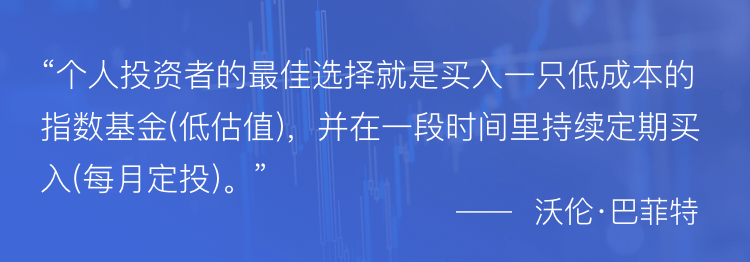 “个人投资者的最佳选择就是买入一只低成本的
指数基金(低估值)，并在一段时间里持续定期买
入(每月定投)。”
—— 沃伦·巴菲特